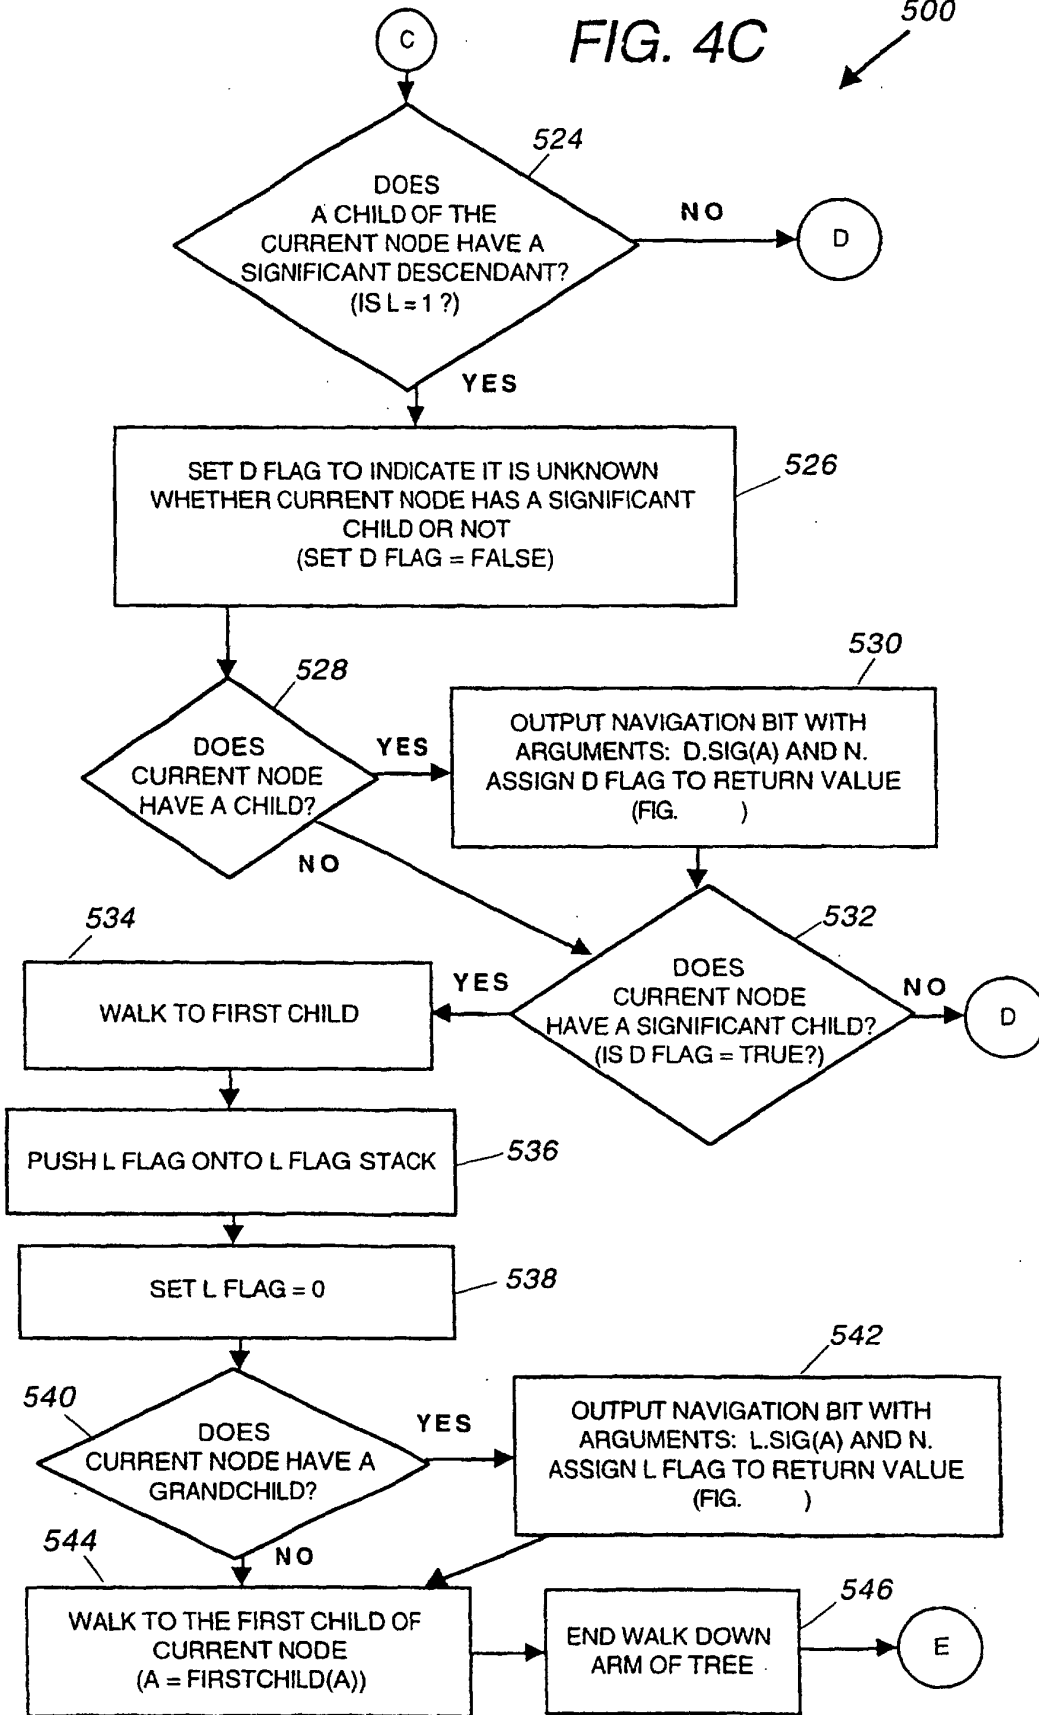 C
FIG. 4C
500
524
DOES
A CHILD OF THE
CURRENT NODE HAVE A
SIGNIFICANT DESCENDANT?
(IS L = 1 ?)
NO
D
YES
SET D FLAG TO INDICATE IT IS UNKNOWN
WHETHER CURRENT NODE HAS A SIGNIFICANT
CHILD OR NOT
(SET D FLAG = FALSE)
526
528
DOES
CURRENT NODE
HAVE A CHILD?
YES
NO
530
OUTPUT NAVIGATION BIT WITH
ARGUMENTS: D.SIG(A) AND N.
ASSIGN D FLAG TO RETURN VALUE
(FIG. )
532
DOES
CURRENT NODE
HAVE A SIGNIFICANT CHILD?
(IS D FLAG = TRUE?)
NO
D
YES
534
WALK TO FIRST CHILD
PUSH L FLAG ONTO L FLAG STACK
536
SET L FLAG = 0
538
540
DOES
CURRENT NODE HAVE A
GRANDCHILD?
YES
NO
542
OUTPUT NAVIGATION BIT WITH
ARGUMENTS: L.SIG(A) AND N.
ASSIGN L FLAG TO RETURN VALUE
(FIG. )
544
WALK TO THE FIRST CHILD OF
CURRENT NODE
(A = FIRSTCHILD(A))
END WALK DOWN
ARM OF TREE
546
E